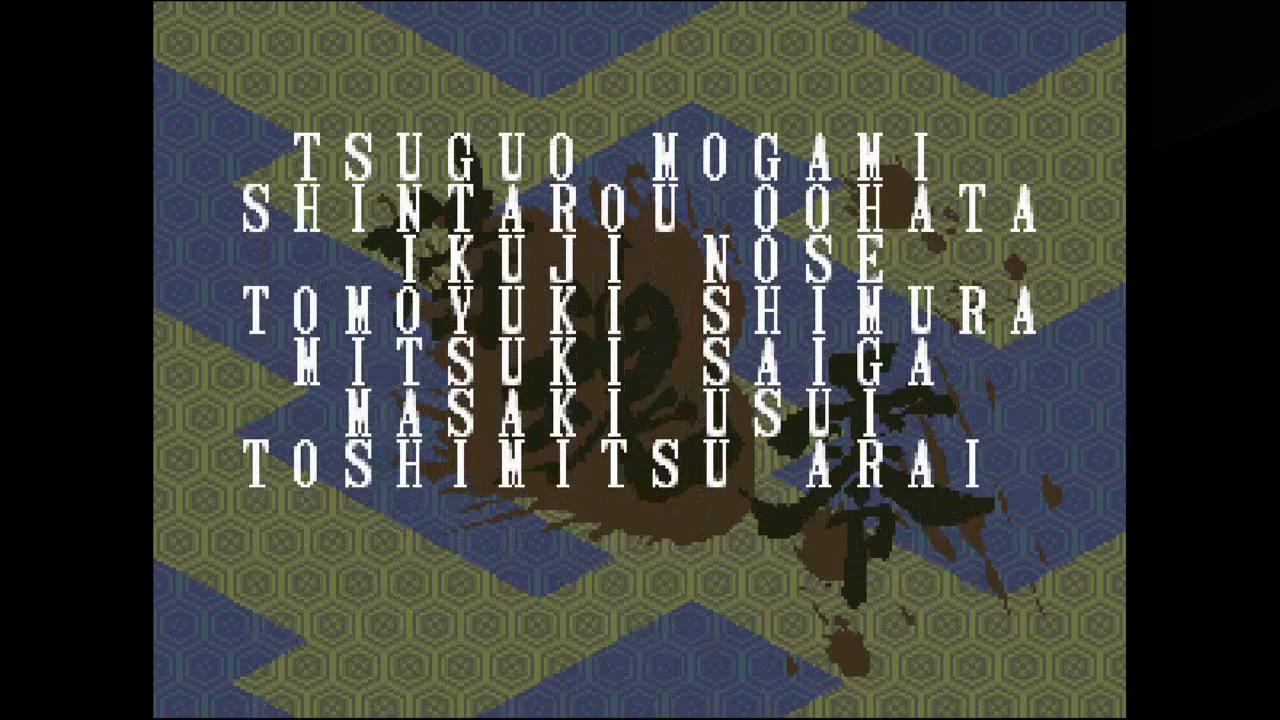 TSUGUO MOGAMI
SHINTAROU OOHATA
IKUJI NOSE
TOMOYUKI SHIMURA
MITSUKI SAIGA
MASAKI USUI
TOSHIMITSU ARAI